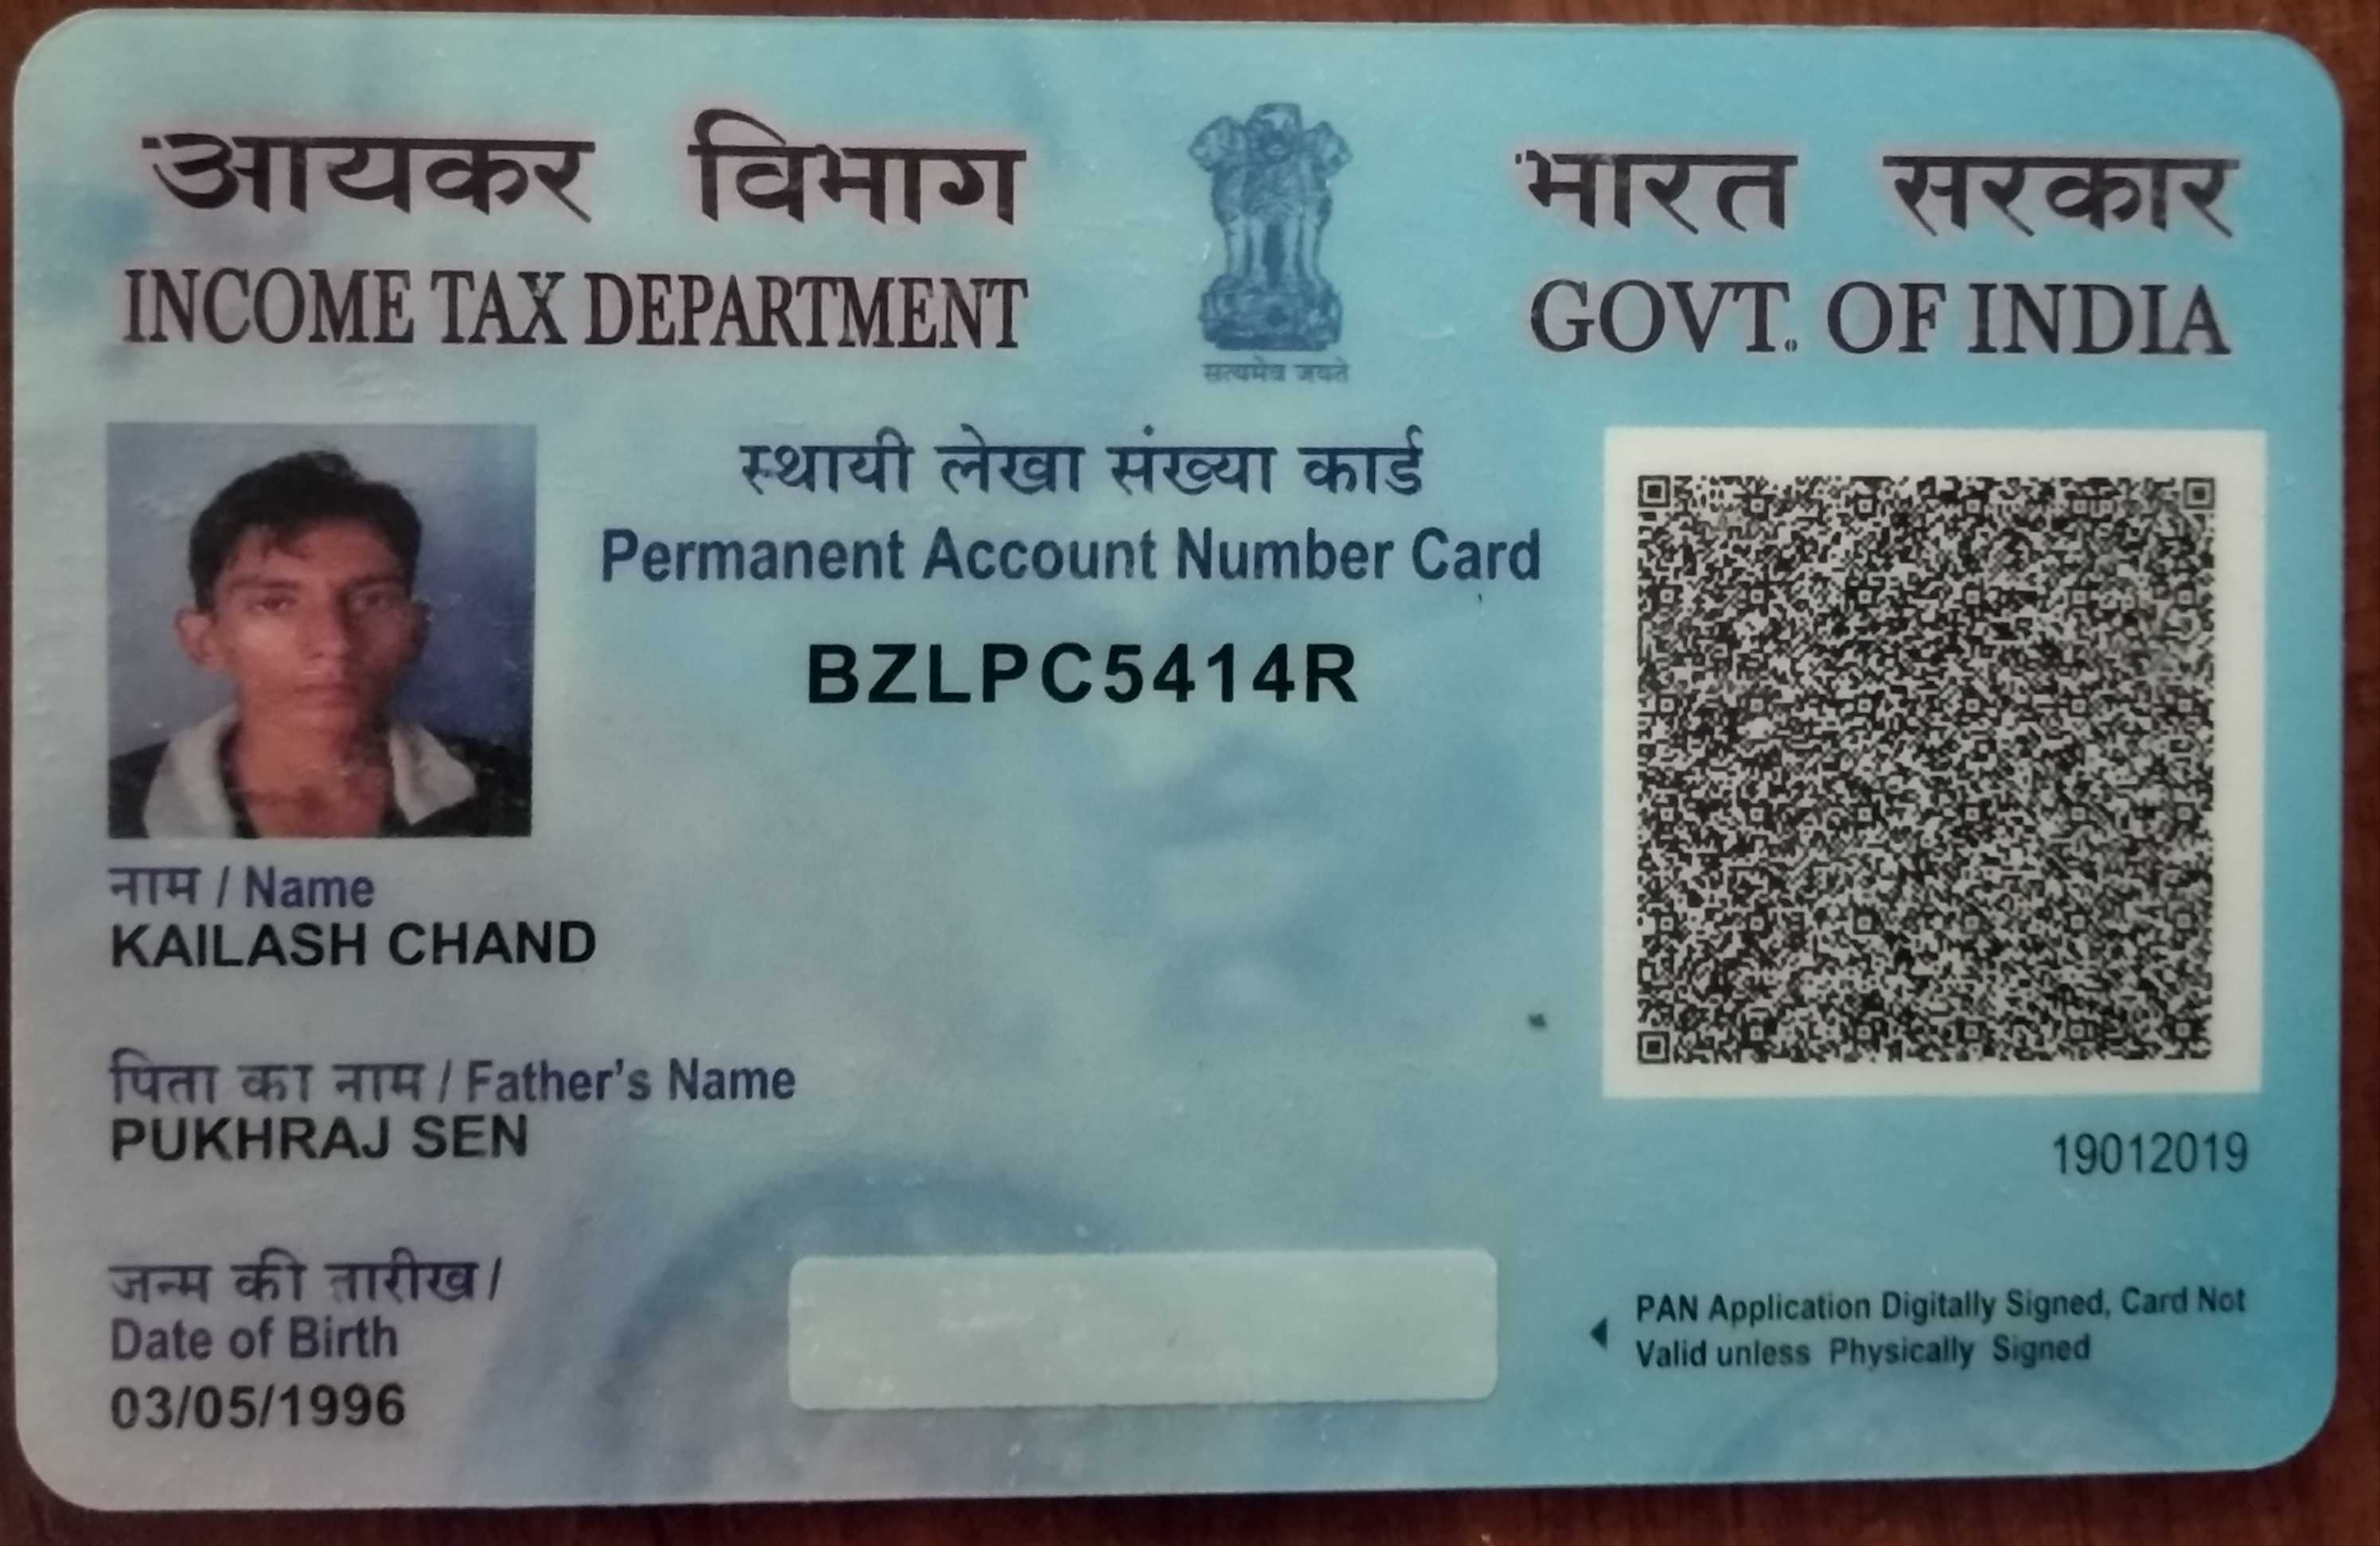 आयकर विभाग
INCOME TAX DEPARTMENT
सत्यमेव जयते
भारत सरकार
GOVT. OF INDIA
स्थायी लेखा संख्या कार्ड
Permanent Account Number Card
BZLPC5414R
नाम / Name
KAILASH CHAND
पिता का नाम / Father's Name
PUKHRAJ SEN
जन्म की तारीख /
Date of Birth
03/05/1996
19012019
PAN Application Digitally Signed, Card Not
Valid unless Physically Signed